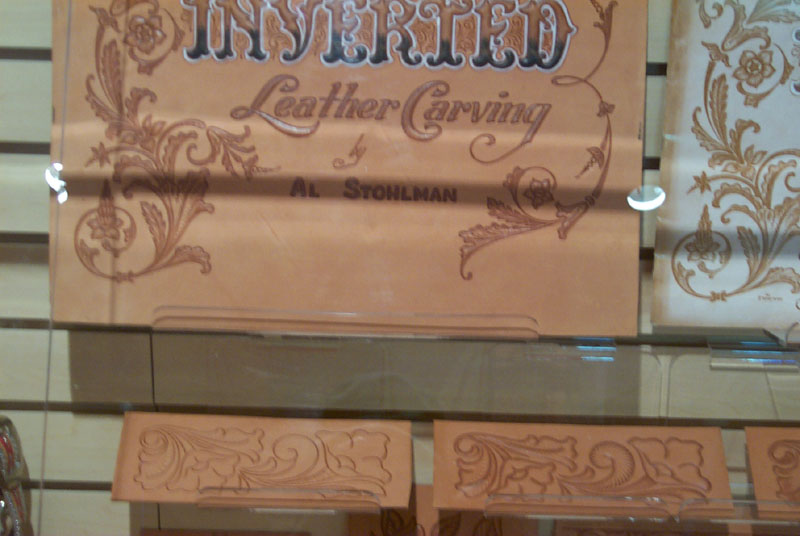 INVERTED
Leather Carving
by
AL STOHLMAN